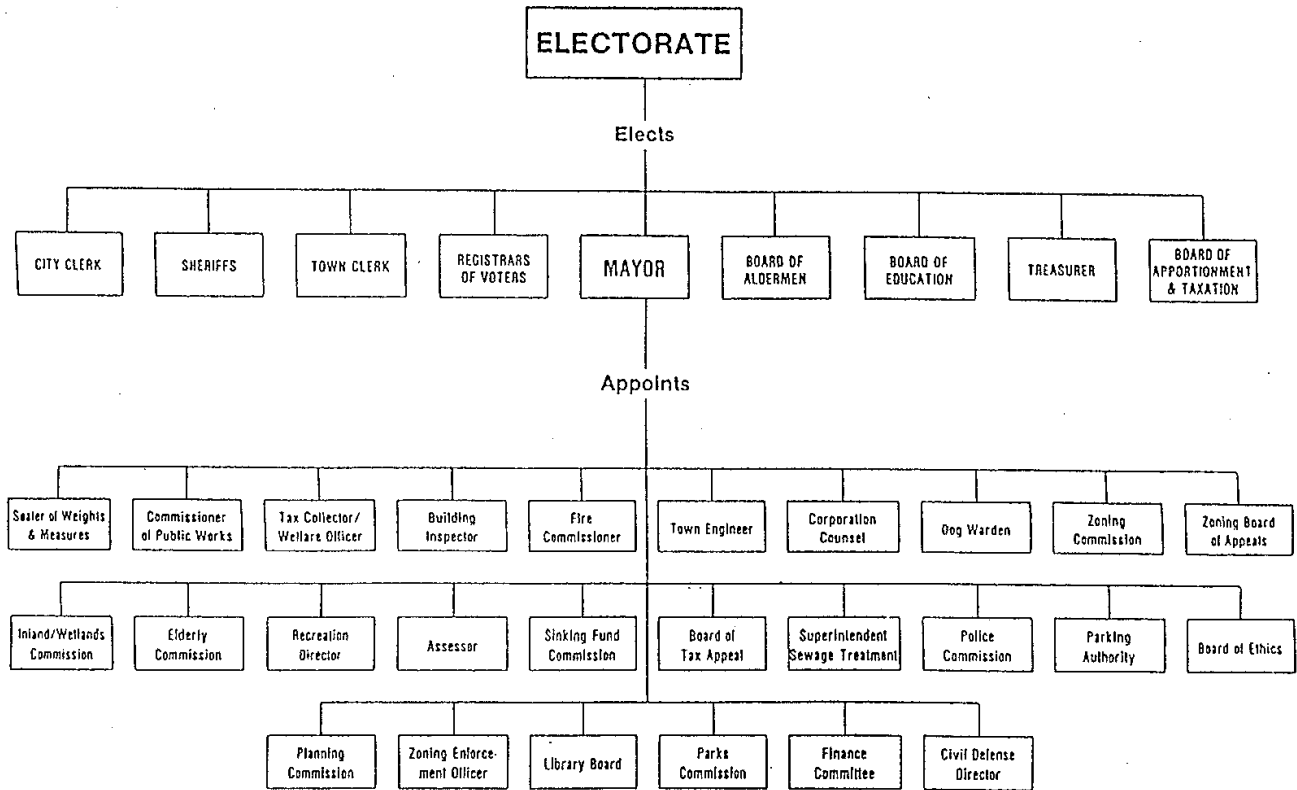 ELECTORATE
Elects
CITY CLERK
SHERIFFS
TOWN CLERK
REGISTRARS
OF VOTERS
MAYOR
BOARD OF
ALDERMEN
BOARD OF
EDUCATION
TREASURER
BOARD OF
APPORTIONMENT
& TAXATION
Appoints
Sealer of Weights
& Measures
Commissioner
of Public Works
Tax Collector/
Welfare Officer
Building
Inspector
Fire
Commissioner
Town Engineer
Corporation
Counsel
Dog Warden
Zoning
Commission
Zoning Board
of Appeals
Inland/Wetlands
Commission
Elderly
Commission
Recreation
Director
Assessor
Sinking Fund
Commission
Board of
Tax Appeal
Superintendent
Sewage Treatment
Police
Commission
Parking
Authority
Board of Ethics
Planning
Commission
Zoning Enforce-
ment Officer
Library Board
Parks
Commission
Finance
Committee
Civil Defense
Director